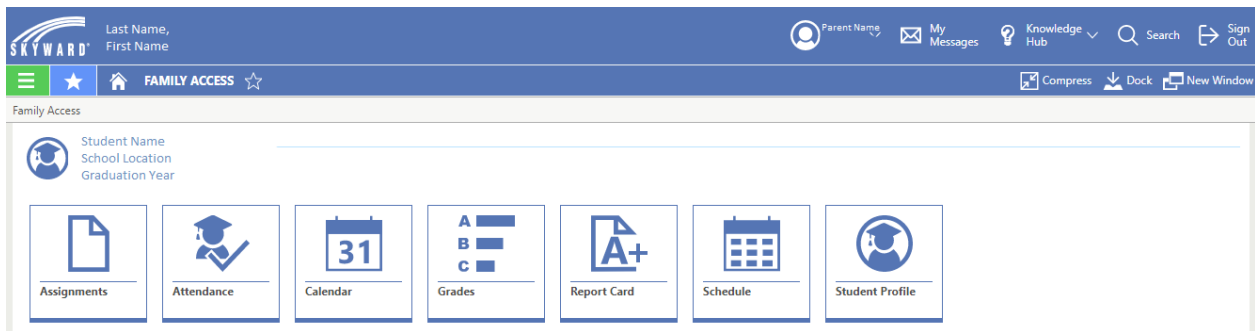 SKYWARD®
Last Name,
First Name
Parent Name
My
Messages
Knowledge
Hub
Search
Sign
Out
FAMILY ACCESS
Compress
Dock
New Window
Family Access
Student Name
School Location
Graduation Year
31
A
B
C
A+
Assignments
Attendance
Calendar
Grades
Report Card
Schedule
Student Profile